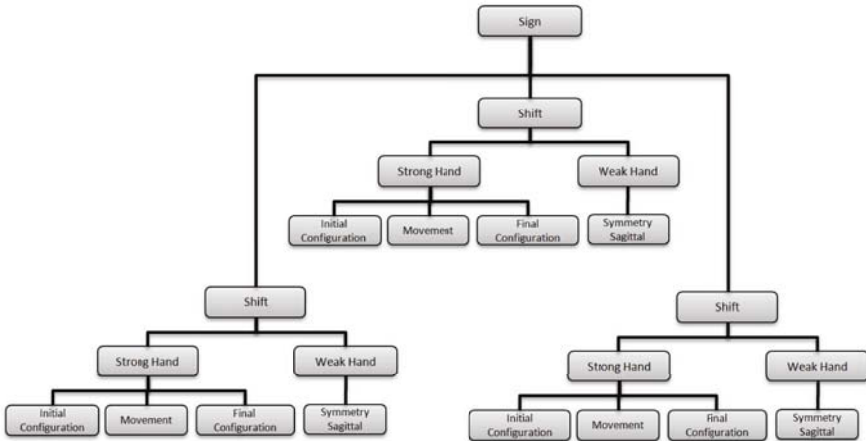 Sign
Shift
Strong Hand
Weak Hand
Initial
Configuration
Movement
Final
Configuration
Symmetry
Sagittal
Shift
Strong Hand
Weak Hand
Initial
Configuration
Movement
Final
Configuration
Symmetry
Sagittal
Shift
Strong Hand
Weak Hand
Initial
Configuration
Movement
Final
Configuration
Symmetry
Sagittal